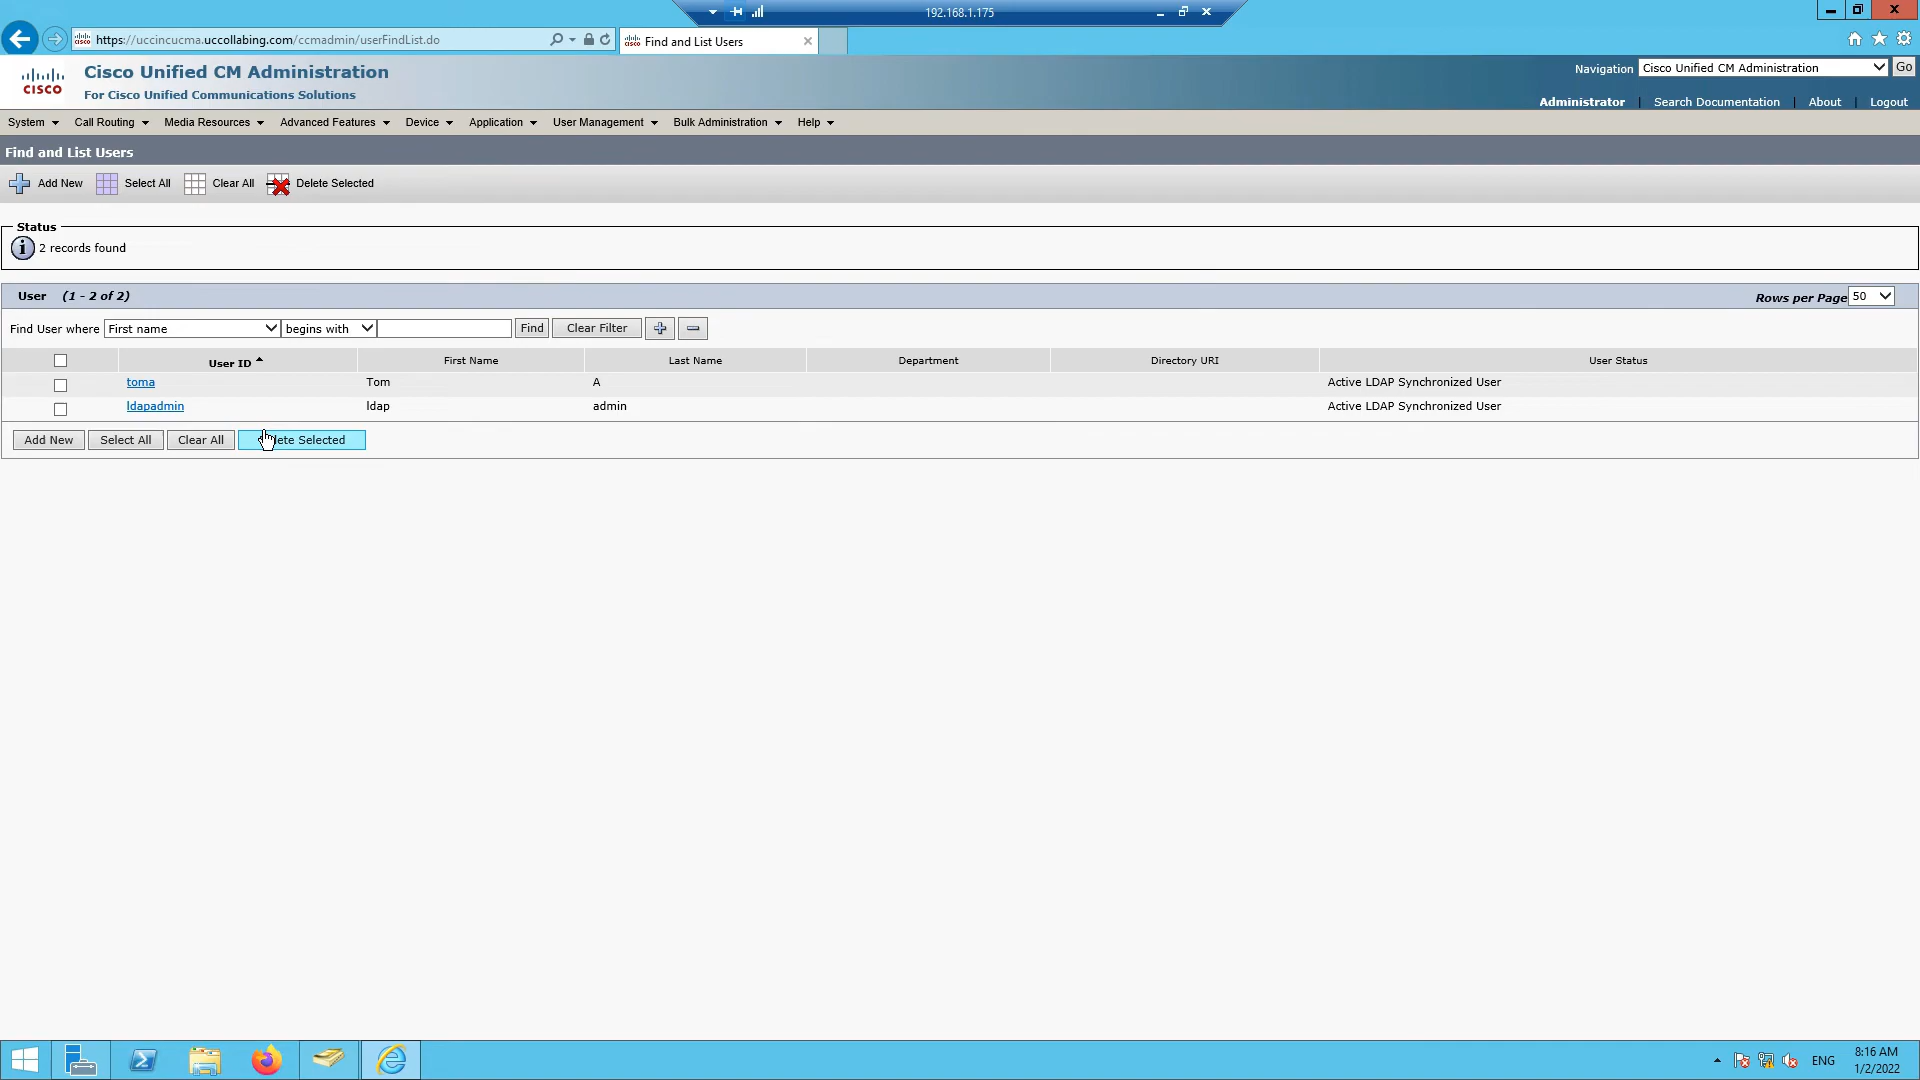 192.168.1.175
https://uccincucma.uccollabing.com/ccmadmin/userFindList.do
Find and List Users
cisco
Cisco Unified CM Administration
For Cisco Unified Communications Solutions
Navigation Cisco Unified CM Administration Go
Administrator | Search Documentation | About | Logout
System Call Routing Media Resources Advanced Features Device Application User Management Bulk Administration Help
Find and List Users
Add New Select All Clear All Delete Selected
Status
2 records found
User (1 - 2 of 2) Rows per Page 50
Find User where First name begins with Find Clear Filter
User ID First Name Last Name Department Directory URI User Status
toma Tom A Active LDAP Synchronized User
ldapadmin ldap admin Active LDAP Synchronized User
Add New Select All Clear All Selected
ENG
8:16 AM
1/2/2022